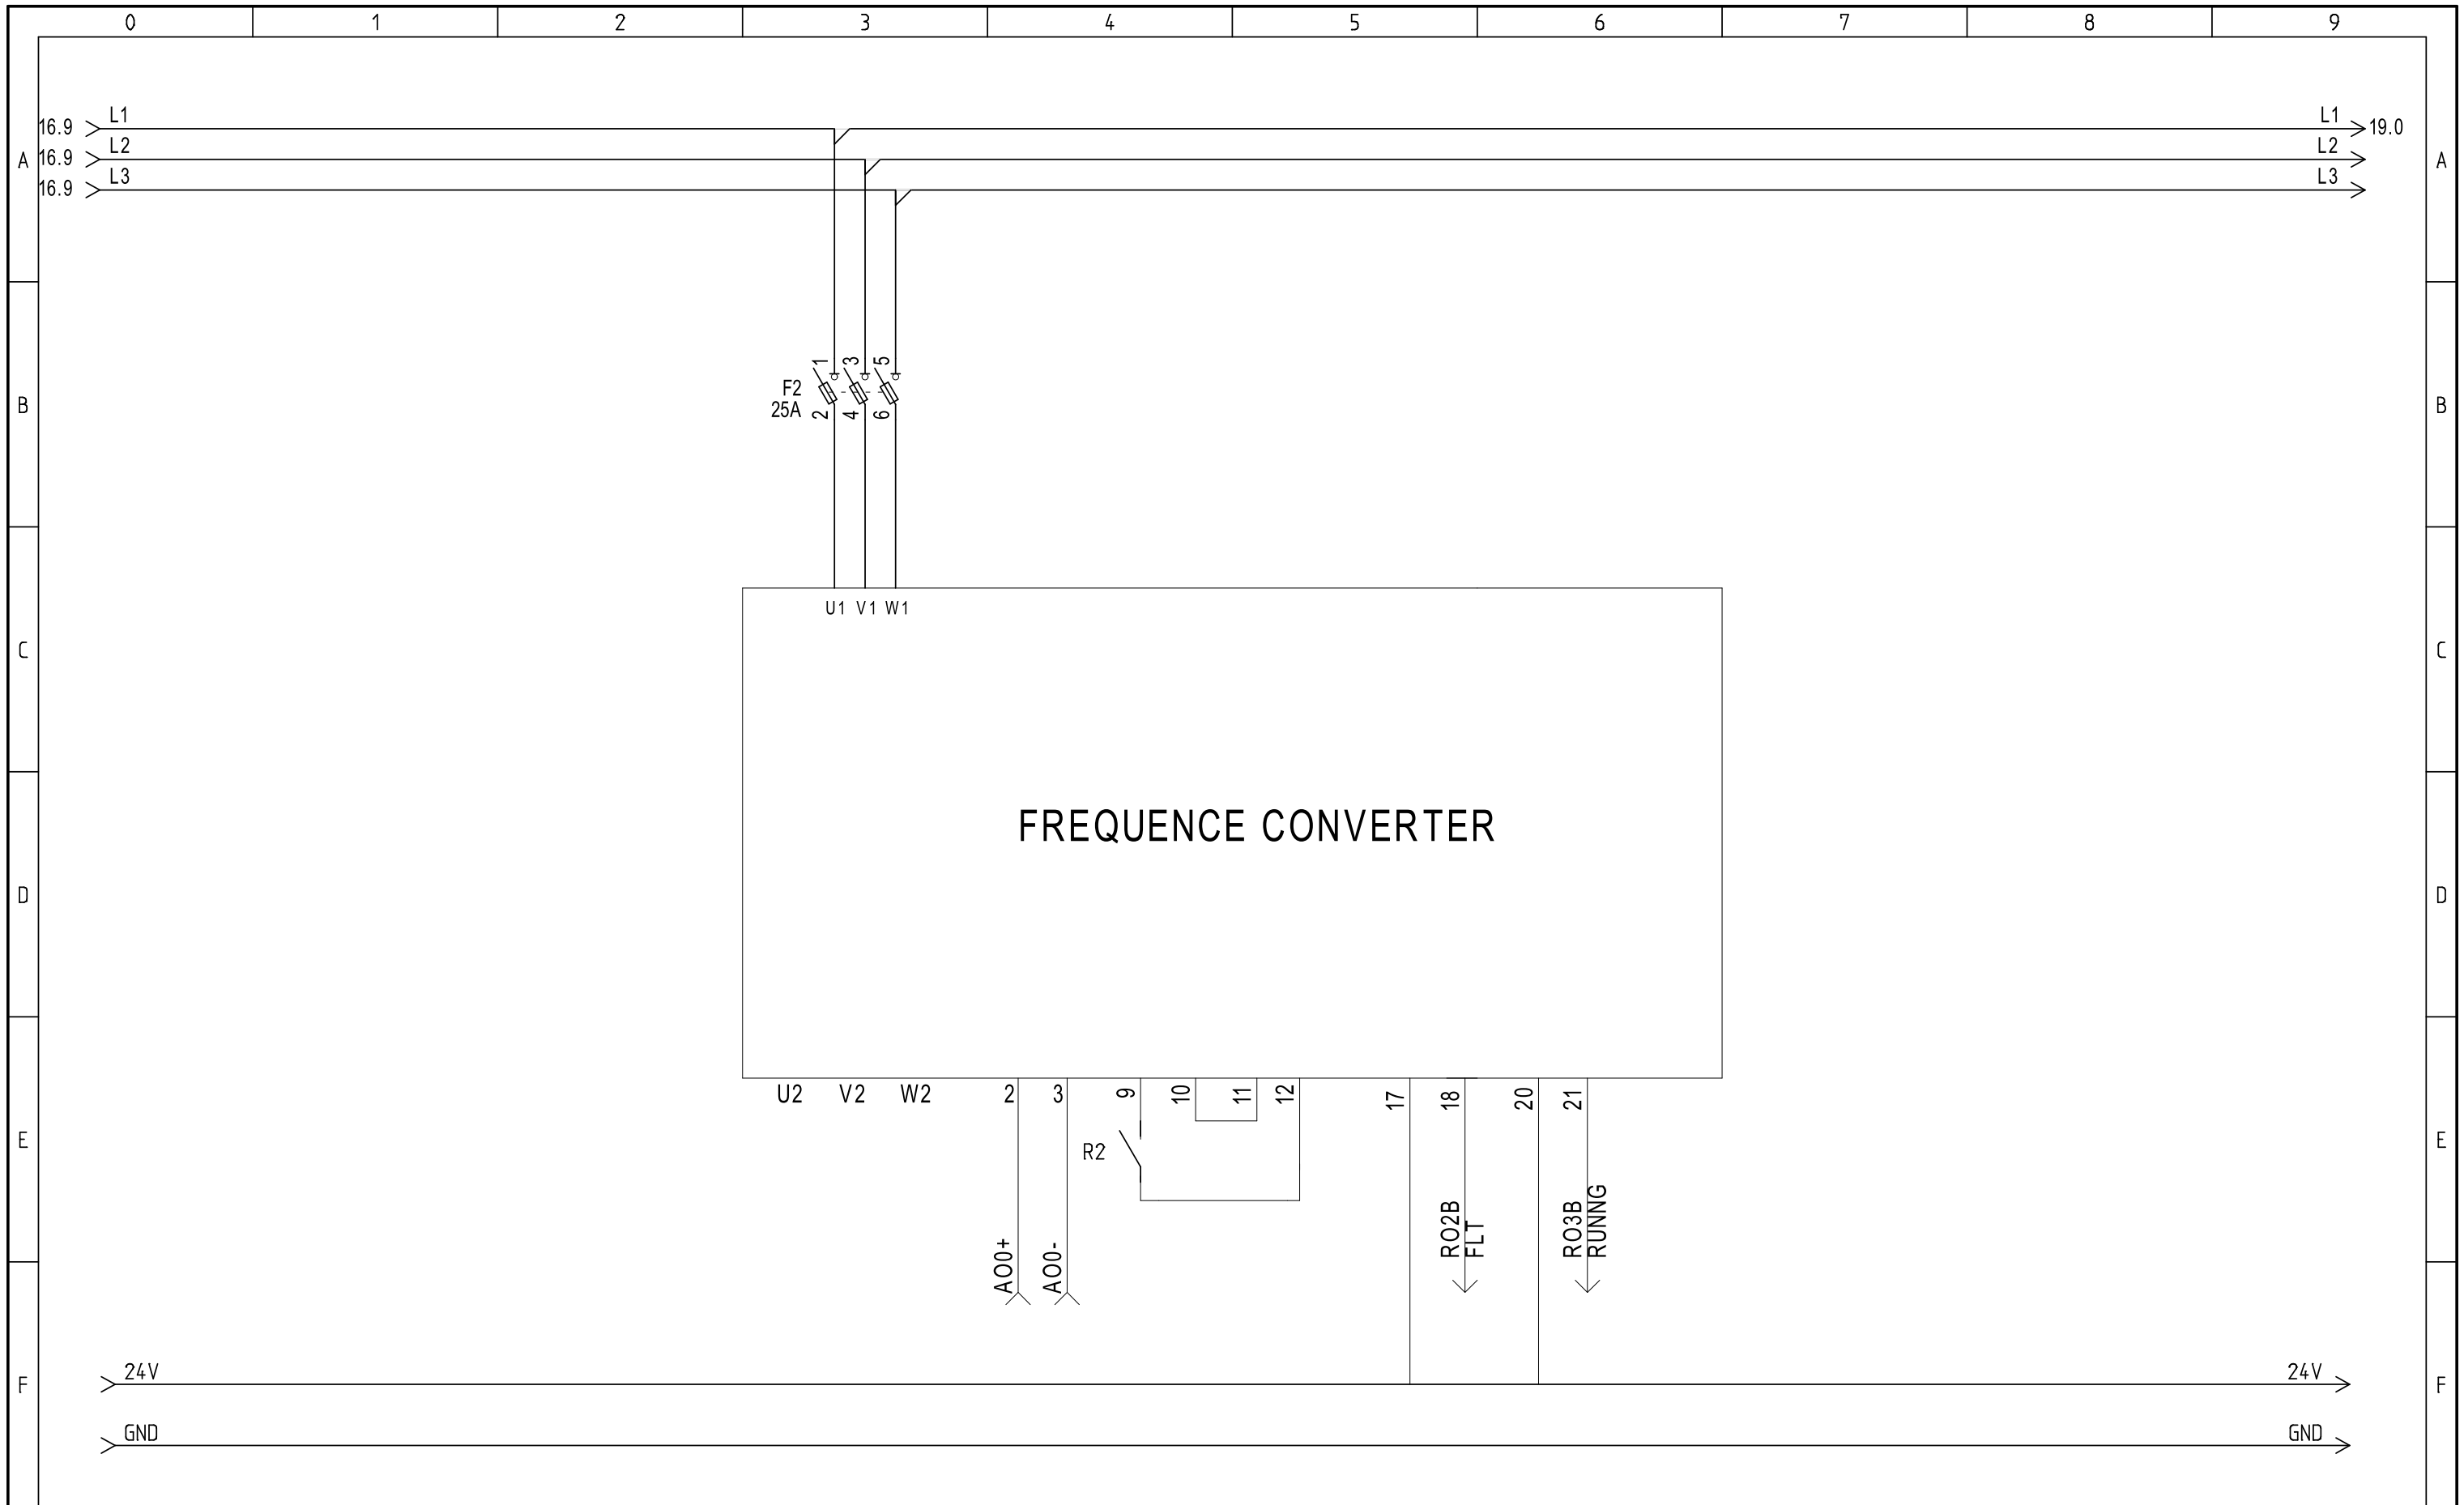 0 1 2 3 4 5 6 7 8 9
L1 L1
16.9 19.0
L2 L2
A 16.9 A
L3 L3
16.9
1 3 5
F2
B 25A 2 4 6 B
U1 V1 W1
C C
FREQUENCE CONVERTER
D D
U2 V2 W2 2 3 9 10 11 12 17 18 20 21
E R2 E
AO0+ AO0- RO2B FLT RO3B RUNNG
24V 24V
F F
GND GND